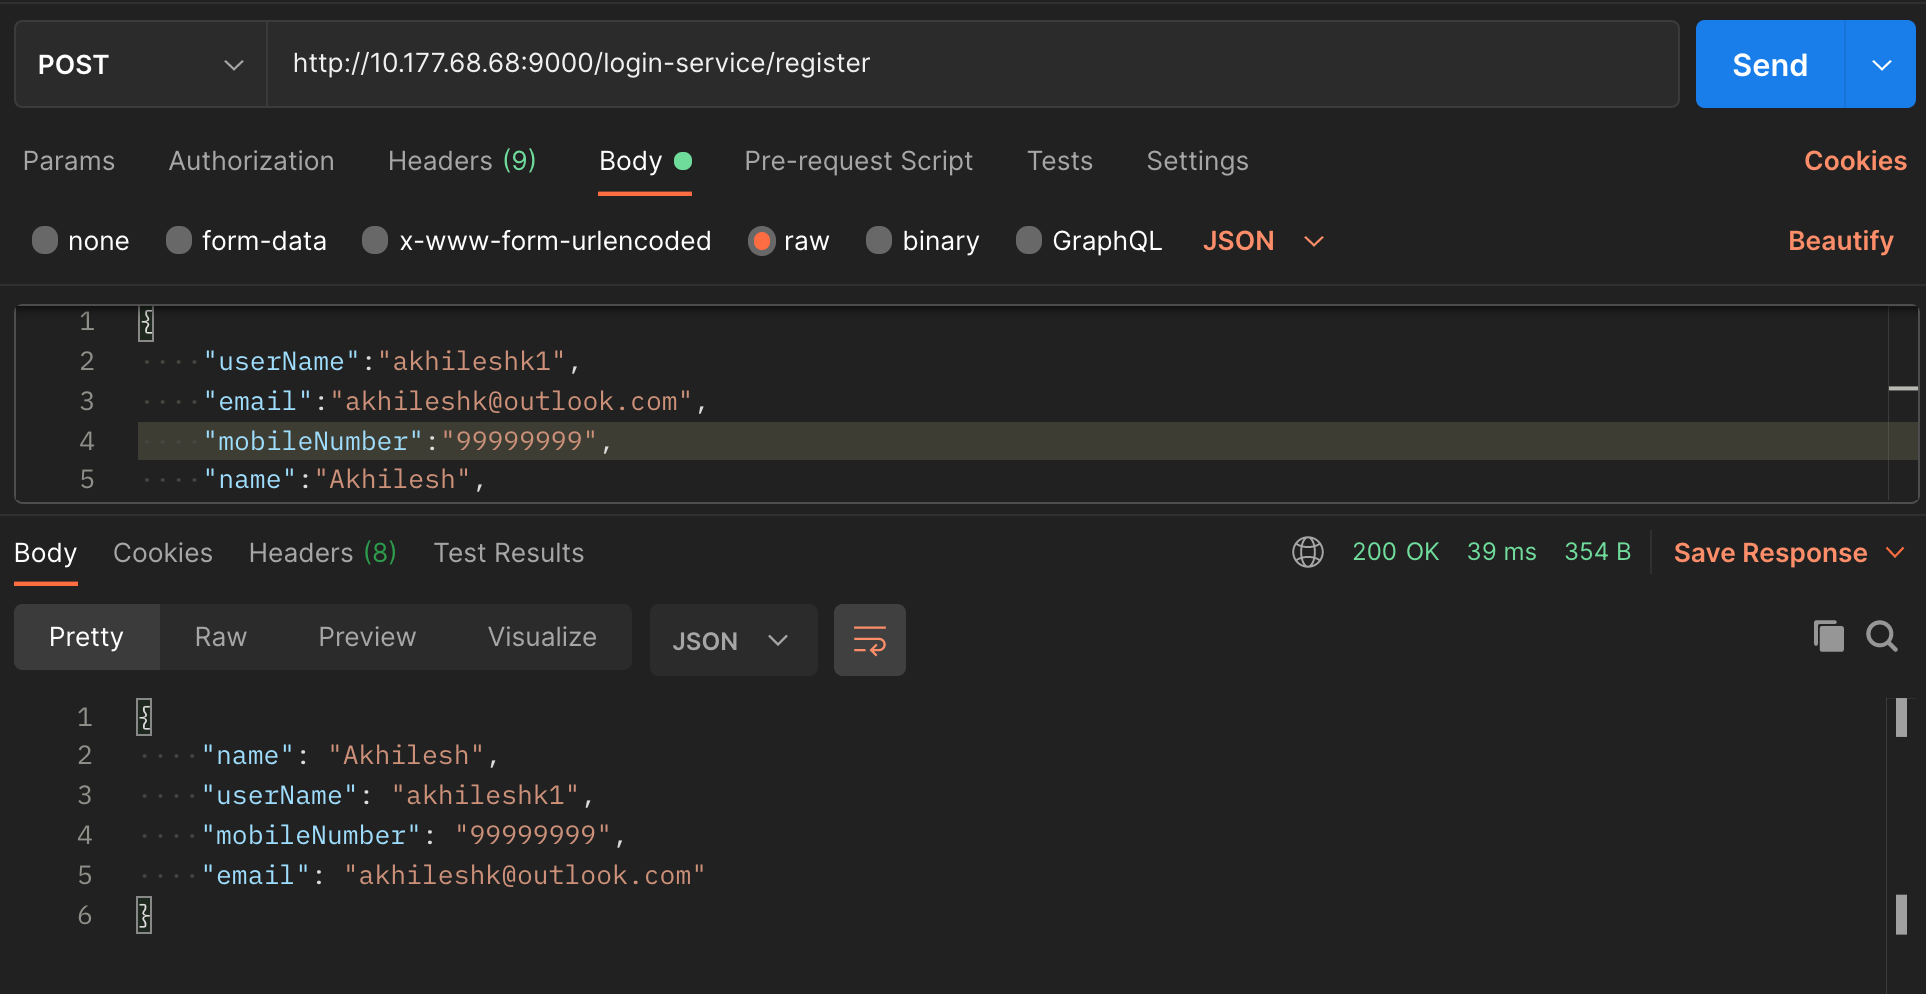 POST http://10.177.68.68:9000/login-service/register Send
Params Authorization Headers (9) Body Pre-request Script Tests Settings Cookies
none form-data x-www-form-urlencoded raw binary GraphQL JSON Beautify
1 {
2 "userName":"akhileshk1",
3 "email":"akhileshk@outlook.com",
4 "mobileNumber":"99999999",
5 "name":"Akhilesh",
Body Cookies Headers (8) Test Results 200 OK 39 ms 354 B Save Response
Pretty Raw Preview Visualize JSON
1 {
2 "name": "Akhilesh",
3 "userName": "akhileshk1",
4 "mobileNumber": "99999999",
5 "email": "akhileshk@outlook.com"
6 }